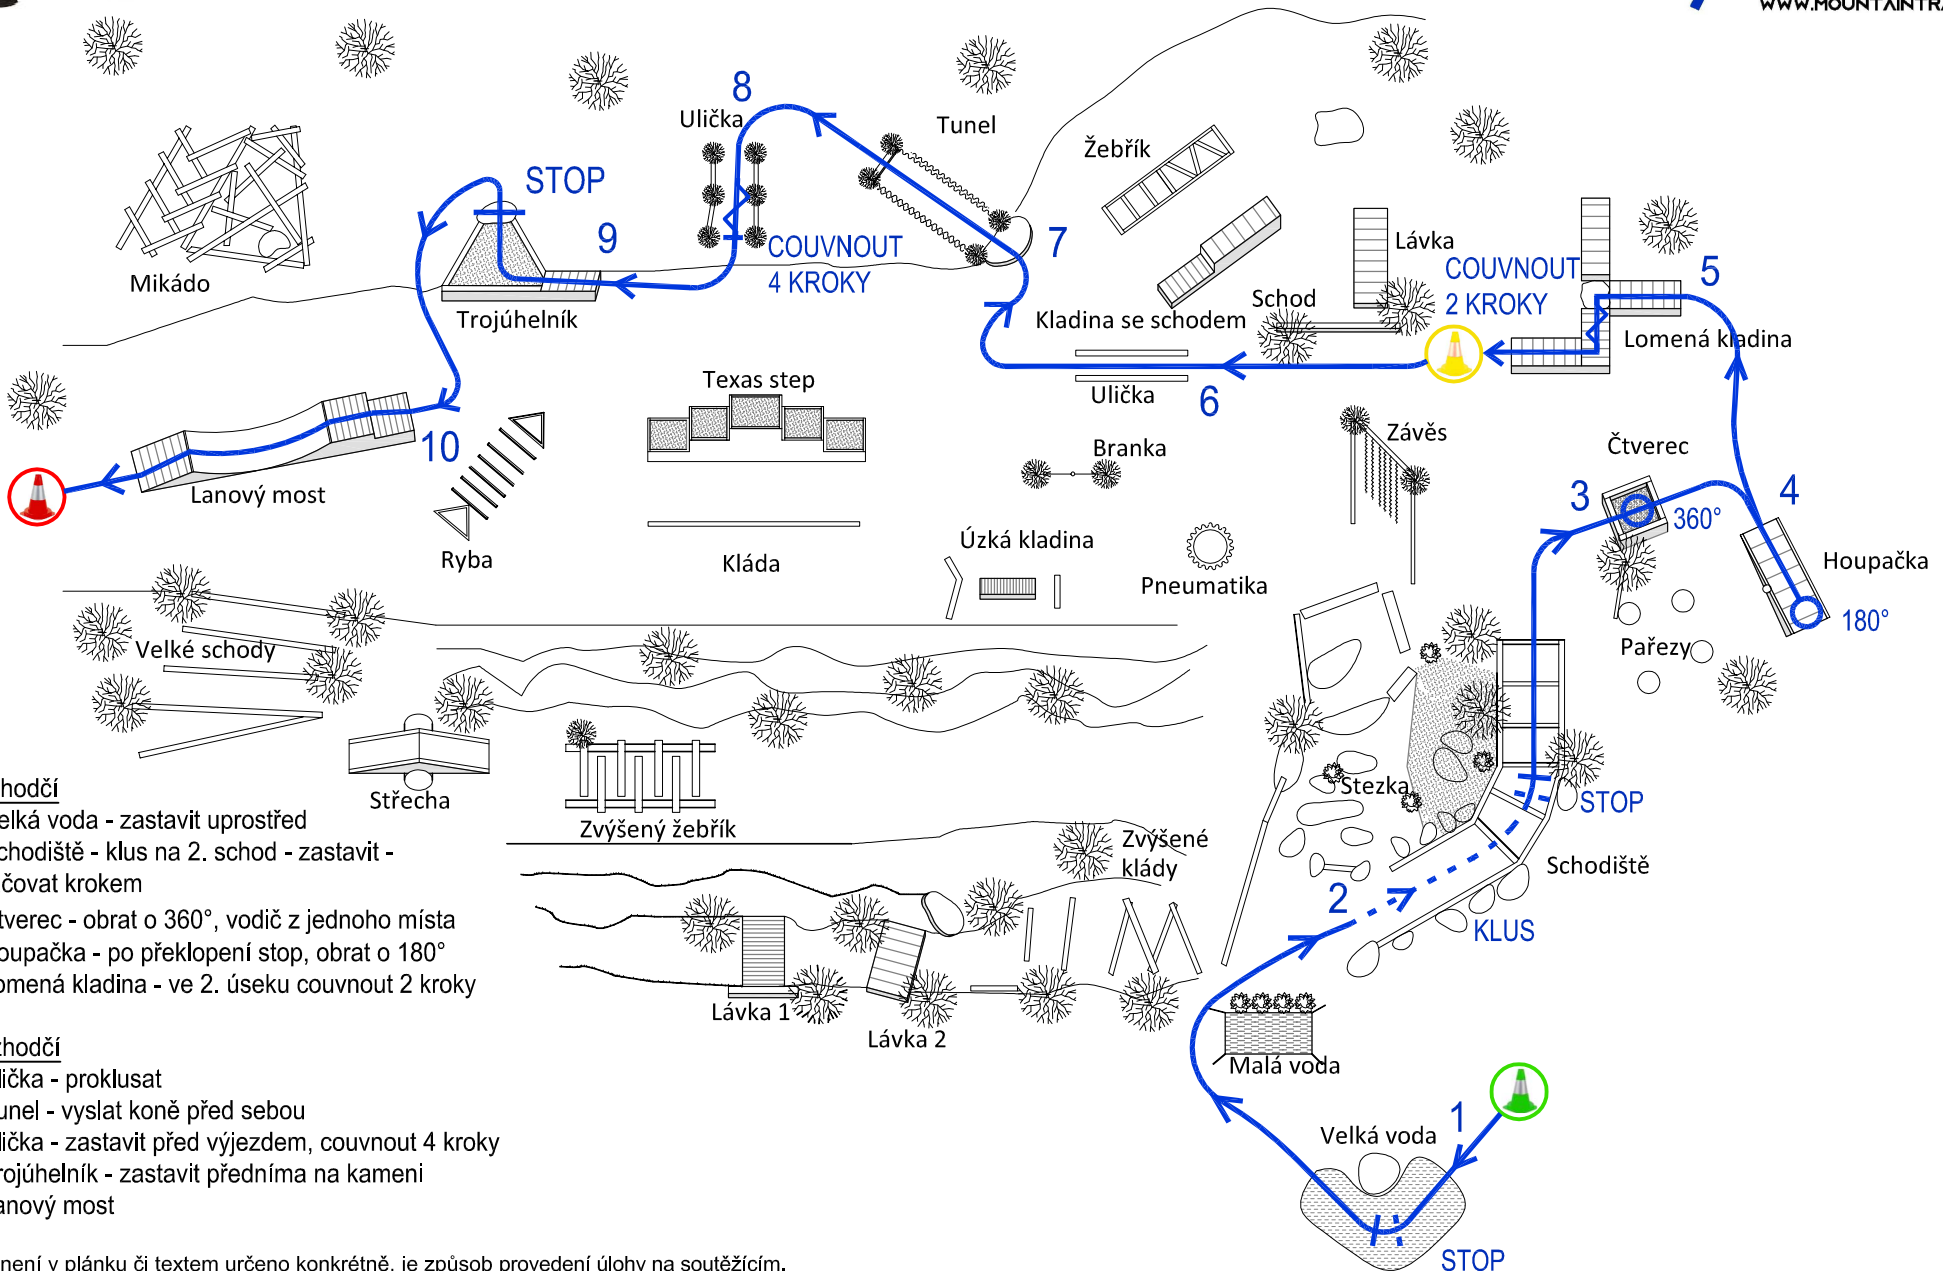 WWW.MOUNTAINTRA
8
Ulička
Tunel
Žebřík
STOP
Mikádo
9
COUVNOUT
4 KROKY
7
Lávka
COUVNOUT
2 KROKY
5
Trojúhelník
Kladina se schodem
Schod
Lomená kladina
Texas step
Ulička
6
10
Lanový most
Branka
Závěs
Čtverec
3
360°
4
Ryba
Kláda
Úzká kladina
Pneumatika
Houpačka
180°
Velké schody
Pařezy
Střecha
Zvýšený žebřík
Stezka
STOP
Zvýšené
klády
Schodiště
2
KLUS
Lávka 1
Lávka 2
Malá voda
1
Velká voda
STOP
hodčí
elká voda - zastavit uprostřed
chodiště - klus na 2. schod - zastavit -
čovat krokem
tverec - obrat o 360°, vodič z jednoho místa
oupačka - po překlopení stop, obrat o 180°
omená kladina - ve 2. úseku couvnout 2 kroky
zhodčí
lička - proklusat
unel - vyslat koně před sebou
lička - zastavit před výjezdem, couvnout 4 kroky
rojúhelník - zastavit předníma na kameni
anový most
není v plánku či textem určeno konkrétně, je způsob provedení úlohy na soutěžícím.